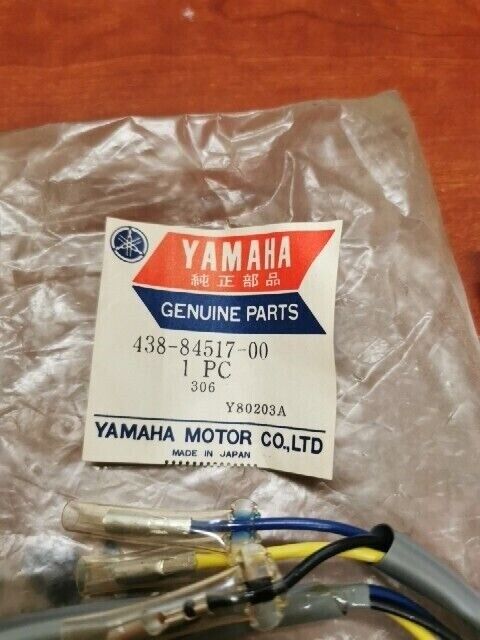 YAMAHA
純正部品
GENUINE PARTS
438-84517-00
1 PC
306
Y80203A
YAMAHA MOTOR CO.,LTD
MADE IN JAPAN